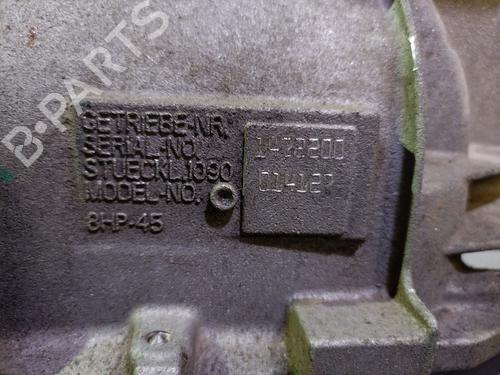 B-PARTS
GETRIEBE-NR.
SERIAL-NO. 1478200
STUECKL.1090 014127
MODEL-NO.
8HP-45